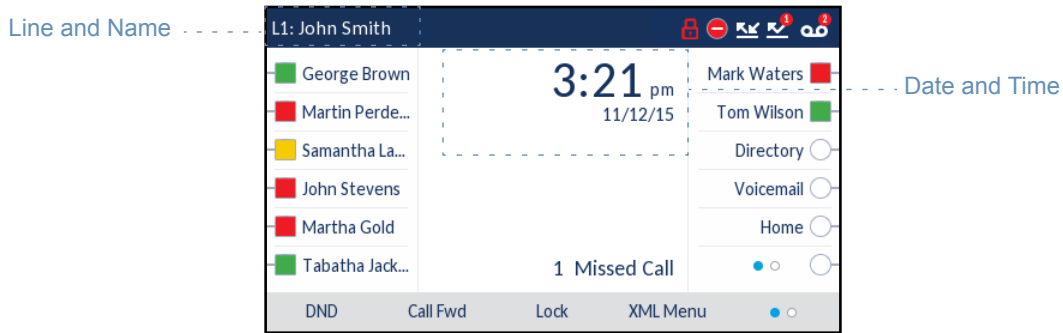 Line and Name
L1: John Smith
1
2
George Brown
Martin Perde...
Samantha La...
John Stevens
Martha Gold
Tabatha Jack...
3:21 pm
11/12/15
1 Missed Call
Mark Waters
Tom Wilson
Directory
Voicemail
Home
Date and Time
DND
Call Fwd
Lock
XML Menu